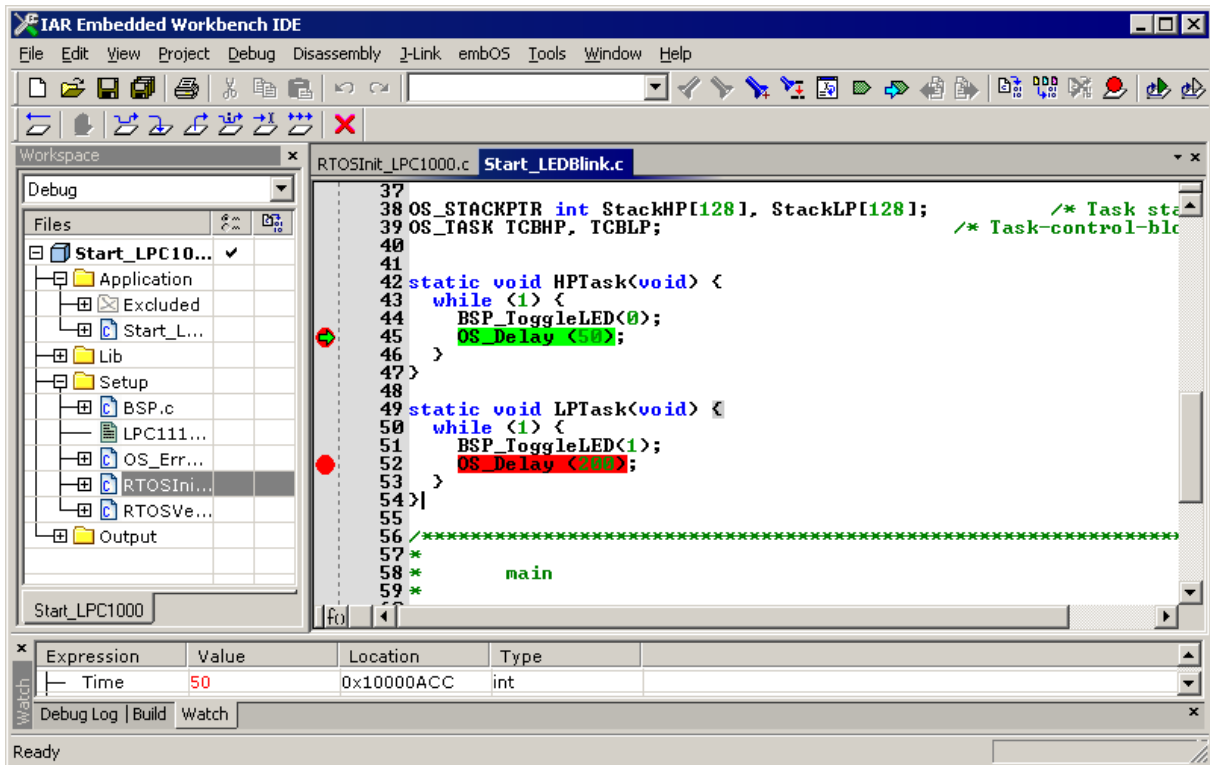 IAR Embedded Workbench IDE
File Edit View Project Debug Disassembly J-Link embOS Tools Window Help
Workspace
Debug
Files
Start_LPC10...
Application
Excluded
Start_L...
Lib
Setup
BSP.c
LPC111...
OS_Err...
RTOSIni...
RTOSVe...
Output
Start_LPC1000
RTOSInit_LPC1000.c Start_LEDBlink.c
37
38 OS_STACKPTR int StackHP[128], StackLP[128]; /* Task sta
39 OS_TASK TCBHP, TCBLP; /* Task-control-blo
40
41
42 static void HPTask(void) {
43 while (1) {
44 BSP_ToggleLED(0);
45 OS_Delay (50);
46 }
47 }
48
49 static void LPTask(void) {
50 while (1) {
51 BSP_ToggleLED(1);
52 OS_Delay (200);
53 }
54 }
55
56 /*****************************************************************
57 *
58 * main
59 *
f()
Expression Value Location Type
Time 50 0x10000ACC int
Watch
Debug Log Build Watch
Ready